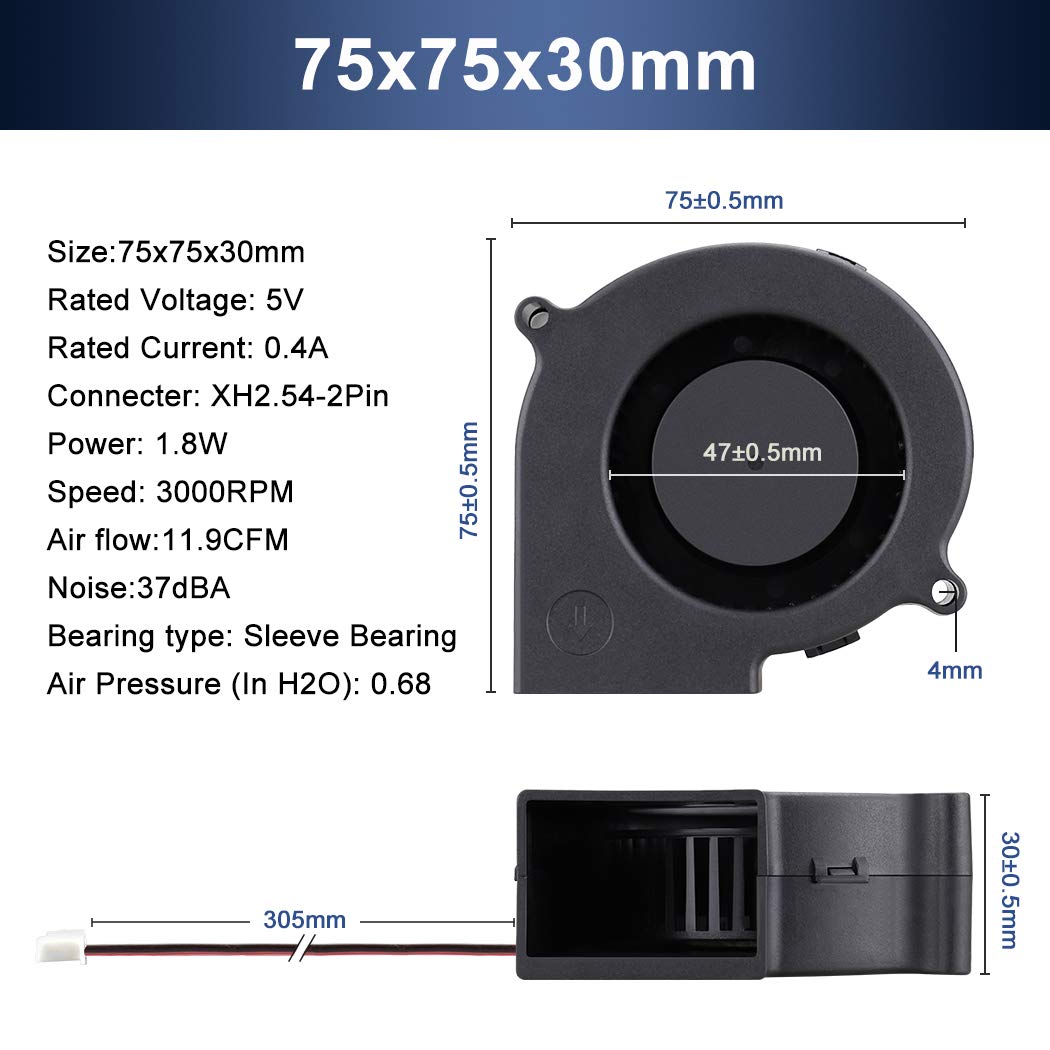 75x75x30mm
75±0.5mm
Size:75x75x30mm
Rated Voltage: 5V
Rated Current: 0.4A
Connecter: XH2.54-2Pin
Power: 1.8W
Speed: 3000RPM
Air flow:11.9CFM
Noise:37dBA
Bearing type: Sleeve Bearing
Air Pressure (In H2O): 0.68
75±0.5mm
47±0.5mm
4mm
305mm
30±0.5mm